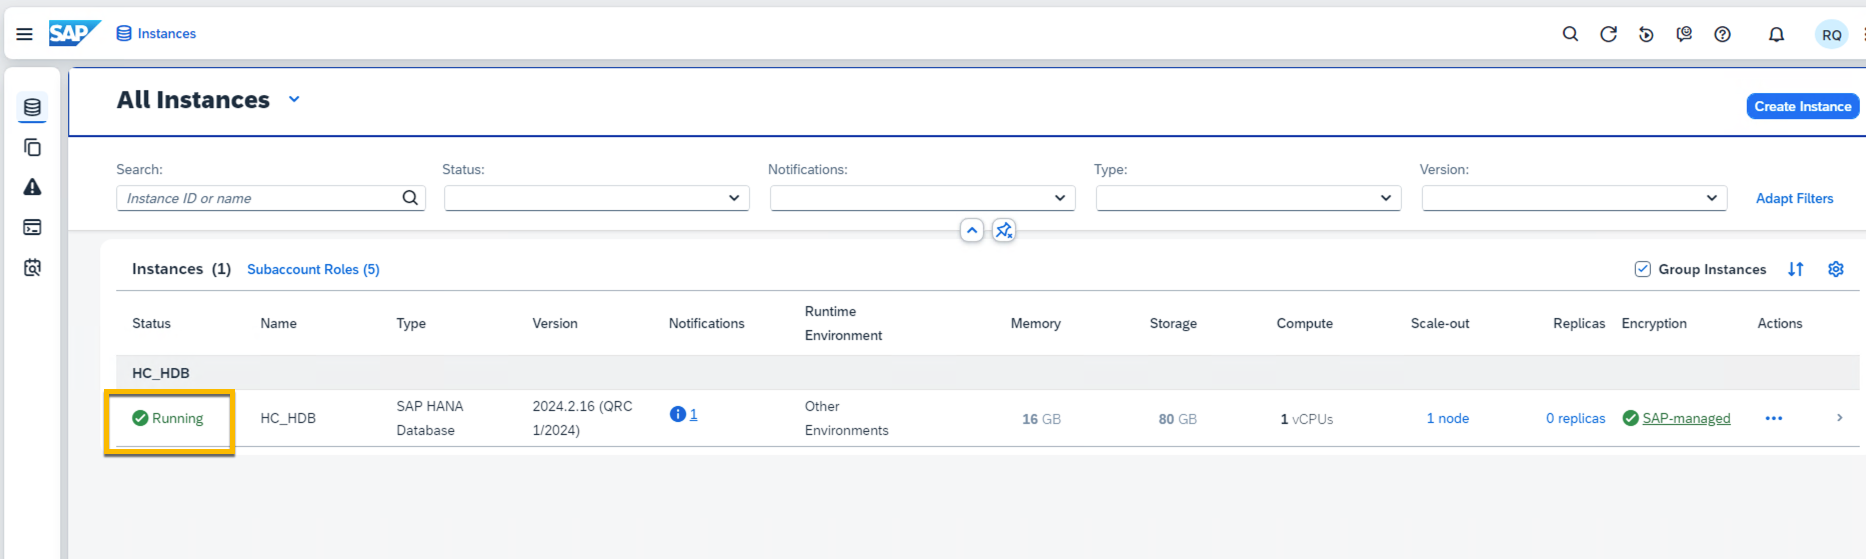 SAP Instances
RQ
All Instances
Create Instance
Search: Status: Notifications: Type: Version:
Instance ID or name
Adapt Filters
Instances (1) Subaccount Roles (5) Group Instances
Status Name Type Version Notifications Runtime Environment Memory Storage Compute Scale-out Replicas Encryption Actions
HC_HDB
Running HC_HDB SAP HANA Database 2024.2.16 (QRC 1/2024) 1 Other Environments 16 GB 80 GB 1 vCPUs 1 node 0 replicas SAP-managed